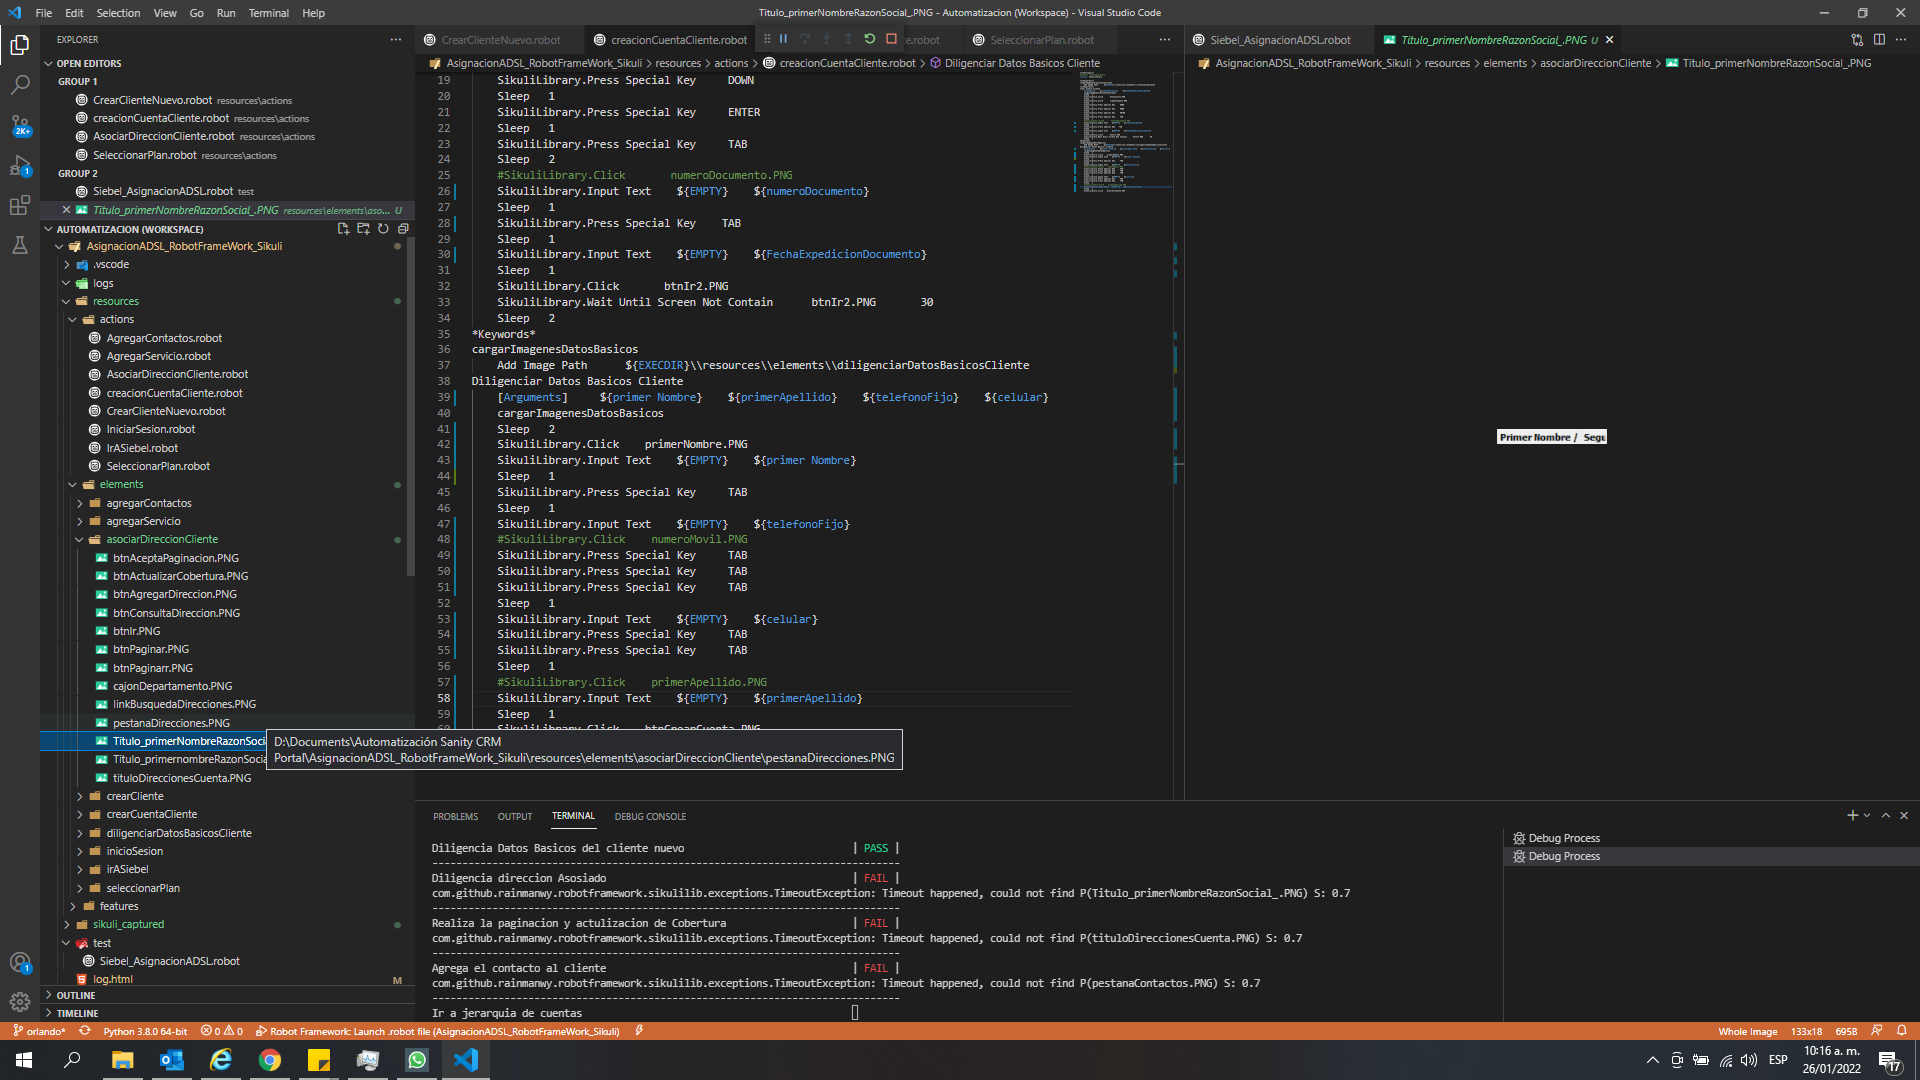 File Edit Selection View Go Run Terminal Help
Titulo_primerNombreRazonSocial_.PNG - Automatizacion (Workspace) - Visual Studio Code
EXPLORER
OPEN EDITORS
GROUP 1
CrearClienteNuevo.robot resources\actions
creacionCuentaCliente.robot resources\actions
AsociarDireccionCliente.robot resources\actions
SeleccionarPlan.robot resources\actions
GROUP 2
Siebel_AsignacionADSL.robot test
Titulo_primerNombreRazonSocial_.PNG resources\elements\aso... U
AUTOMATIZACION (WORKSPACE)
AsignacionADSL_RobotFrameWork_Sikuli
.vscode
logs
resources
actions
AgregarContactos.robot
AgregarServicio.robot
AsociarDireccionCliente.robot
creacionCuentaCliente.robot
CrearClienteNuevo.robot
IniciarSesion.robot
IrASiebel.robot
SeleccionarPlan.robot
elements
agregarContactos
agregarServicio
asociarDireccionCliente
btnAceptaPaginacion.PNG
btnActualizarCobertura.PNG
btnAgregarDireccion.PNG
btnConsultaDireccion.PNG
btnIr.PNG
btnPaginar.PNG
btnPaginarr.PNG
cajonDepartamento.PNG
linkBusquedaDirecciones.PNG
pestanaDirecciones.PNG
Titulo_primerNombreRazonSocia
Titulo_primernombreRazonSocia
tituloDireccionesCuenta.PNG
crearCliente
crearCuentaCliente
diligenciarDatosBasicosCliente
inicioSesion
irASiebel
seleccionarPlan
features
sikuli_captured
test
Siebel_AsignacionADSL.robot
log.html M
OUTLINE
TIMELINE
2K+
1
1
CrearClienteNuevo.robot creacionCuentaCliente.robot e.robot SeleccionarPlan.robot
AsignacionADSL_RobotFrameWork_Sikuli > resources > actions > creacionCuentaCliente.robot > Diligenciar Datos Basicos Cliente
19 SikuliLibrary.Press Special Key DOWN
20 Sleep 1
21 SikuliLibrary.Press Special Key ENTER
22 Sleep 1
23 SikuliLibrary.Press Special Key TAB
24 Sleep 2
25 #SikuliLibrary.Click numeroDocumento.PNG
26 SikuliLibrary.Input Text ${EMPTY} ${numeroDocumento}
27 Sleep 1
28 SikuliLibrary.Press Special Key TAB
29 Sleep 1
30 SikuliLibrary.Input Text ${EMPTY} ${FechaExpedicionDocumento}
31 Sleep 1
32 SikuliLibrary.Click btnIr2.PNG
33 SikuliLibrary.Wait Until Screen Not Contain btnIr2.PNG 30
34 Sleep 2
35 *Keywords*
36 cargarImagenesDatosBasicos
37 Add Image Path ${EXECDIR}\\resources\\elements\\diligenciarDatosBasicosCliente
38 Diligenciar Datos Basicos Cliente
39 [Arguments] ${primer Nombre} ${primerApellido} ${telefonoFijo} ${celular}
40 cargarImagenesDatosBasicos
41 Sleep 2
42 SikuliLibrary.Click primerNombre.PNG
43 SikuliLibrary.Input Text ${EMPTY} ${primer Nombre}
44 Sleep 1
45 SikuliLibrary.Press Special Key TAB
46 Sleep 1
47 SikuliLibrary.Input Text ${EMPTY} ${telefonoFijo}
48 #SikuliLibrary.Click numeroMovil.PNG
49 SikuliLibrary.Press Special Key TAB
50 SikuliLibrary.Press Special Key TAB
51 SikuliLibrary.Press Special Key TAB
52 Sleep 1
53 SikuliLibrary.Input Text ${EMPTY} ${celular}
54 SikuliLibrary.Press Special Key TAB
55 SikuliLibrary.Press Special Key TAB
56 Sleep 1
57 #SikuliLibrary.Click primerApellido.PNG
58 SikuliLibrary.Input Text ${EMPTY} ${primerApellido}
59 Sleep 1
60 SikuliLibrary.Click btnCrearCuenta.PNG
D:\Documents\Automatización Sanity CRM
Portal\AsignacionADSL_RobotFrameWork_Sikuli\resources\elements\asociarDireccionCliente\pestanaDirecciones.PNG
Siebel_AsignacionADSL.robot Titulo_primerNombreRazonSocial_.PNG U
AsignacionADSL_RobotFrameWork_Sikuli > resources > elements > asociarDireccionCliente > Titulo_primerNombreRazonSocial_.PNG
Primer Nombre / Segu
PROBLEMS OUTPUT TERMINAL DEBUG CONSOLE
Diligencia Datos Basicos del cliente nuevo | PASS |
Diligencia direccion Asosiado | FAIL |
com.github.rainmanwy.robotframework.sikulilib.exceptions.TimeoutException: Timeout happened, could not find P(Titulo_primerNombreRazonSocial_.PNG) S: 0.7
Realiza la paginacion y actulizacion de Cobertura | FAIL |
com.github.rainmanwy.robotframework.sikulilib.exceptions.TimeoutException: Timeout happened, could not find P(tituloDireccionesCuenta.PNG) S: 0.7
Agrega el contacto al cliente | FAIL |
com.github.rainmanwy.robotframework.sikulilib.exceptions.TimeoutException: Timeout happened, could not find P(pestanaContactos.PNG) S: 0.7
Ir a jerarquia de cuentas
Debug Process
Debug Process
orlando* Python 3.8.0 64-bit 0 0 Robot Framework: Launch .robot file (AsignacionADSL_RobotFrameWork_Sikuli) Whole Image 133x18 695B
ESP
10:16 a. m.
26/01/2022
17